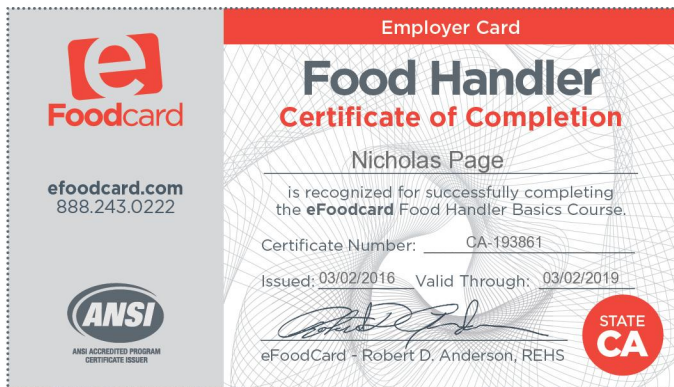 Employer Card
e
Foodcard
efoodcard.com
888.243.0222
ANSI
ANSI ACCREDITED PROGRAM
CERTIFICATE ISSUER
Food Handler
Certificate of Completion
Nicholas Page
is recognized for successfully completing
the eFoodcard Food Handler Basics Course.
Certificate Number: CA-193861
Issued: 03/02/2016 Valid Through: 03/02/2019
Robert D. Anderson
eFoodCard - Robert D. Anderson, REHS
STATE
CA